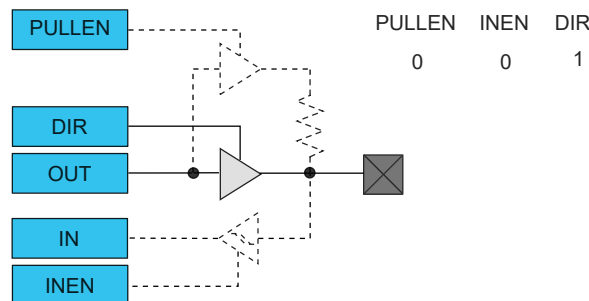 PULLEN
DIR
OUT
IN
INEN
PULLEN INEN DIR
0 0 1